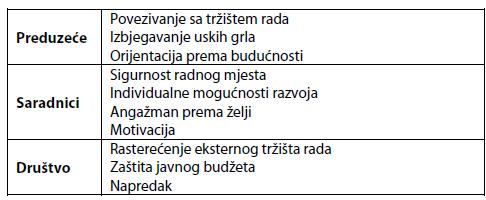 Preduzeće
Povezivanje sa tržištem rada
Izbjegavanje uskih grla
Orijentacija prema budućnosti
Saradnici
Sigurnost radnog mjesta
Individualne mogućnosti razvoja
Angažman prema želji
Motivacija
Društvo
Rasterećenje eksternog tržišta rada
Zaštita javnog budžeta
Napredak